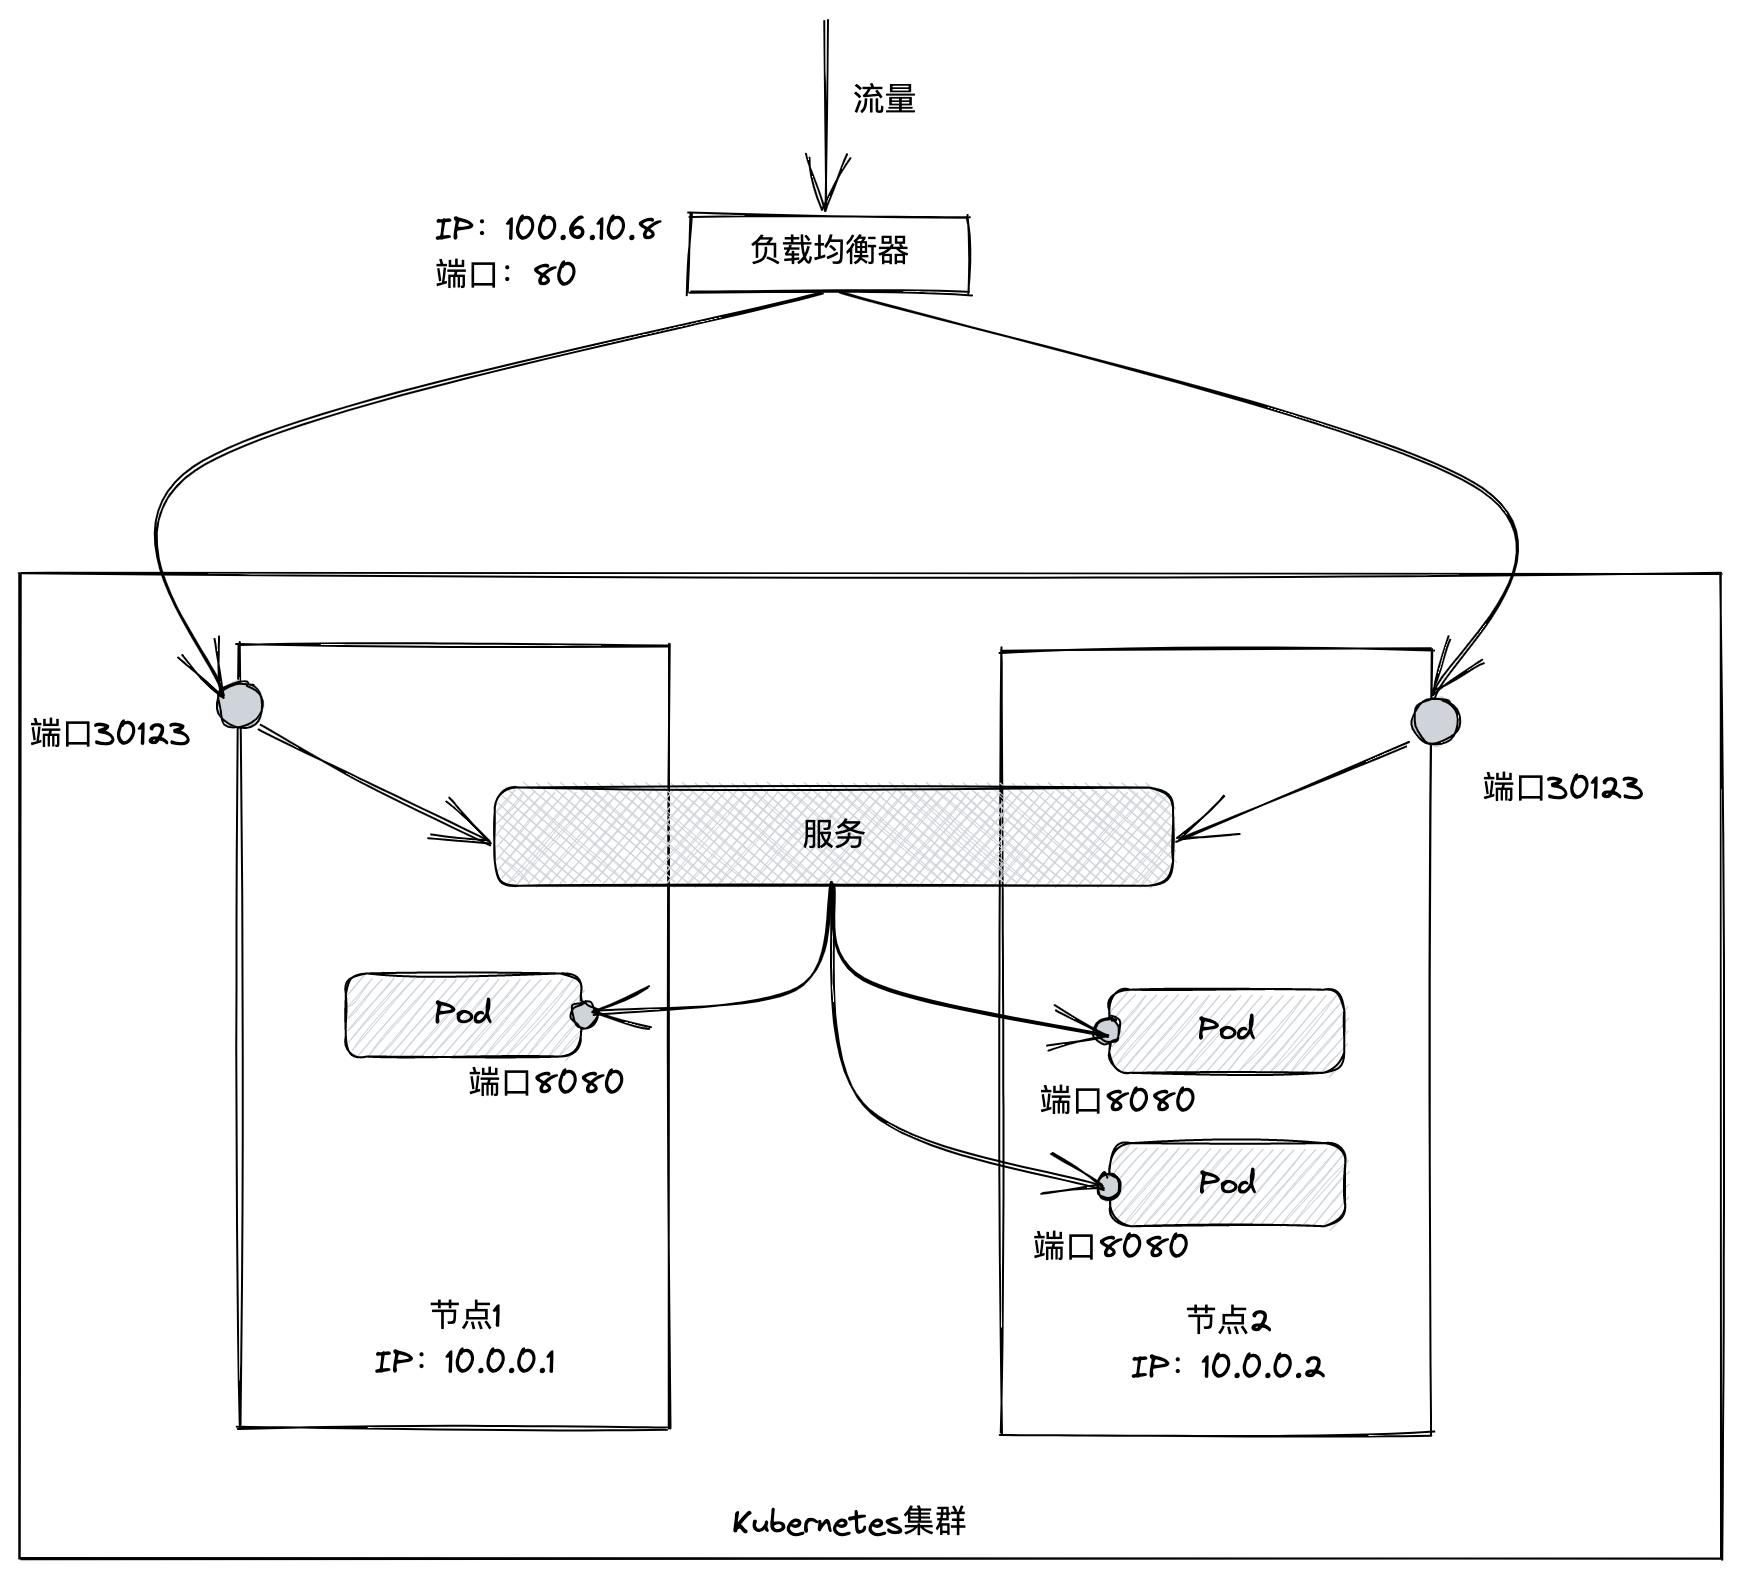 流量
IP：100.6.10.8
端口：80
负载均衡器
端口30123
端口30123
服务
Pod
端口8080
Pod
端口8080
Pod
端口8080
节点1
IP：10.0.0.1
节点2
IP：10.0.0.2
Kubernetes集群